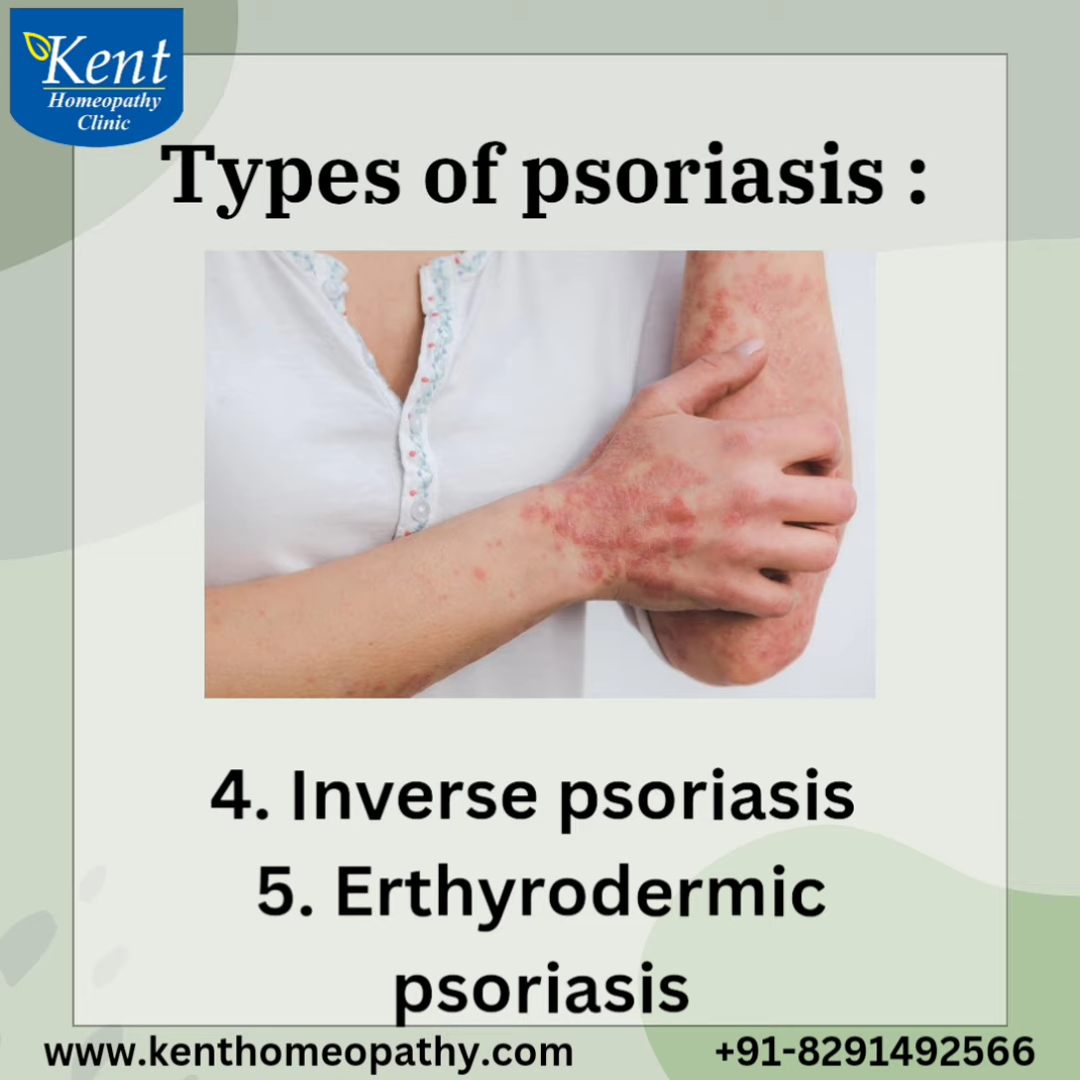 Kent
Homeopathy
Clinic
Types of psoriasis :
4. Inverse psoriasis
5. Erthyrodermic
psoriasis
www.kenthomeopathy.com
+91-8291492566